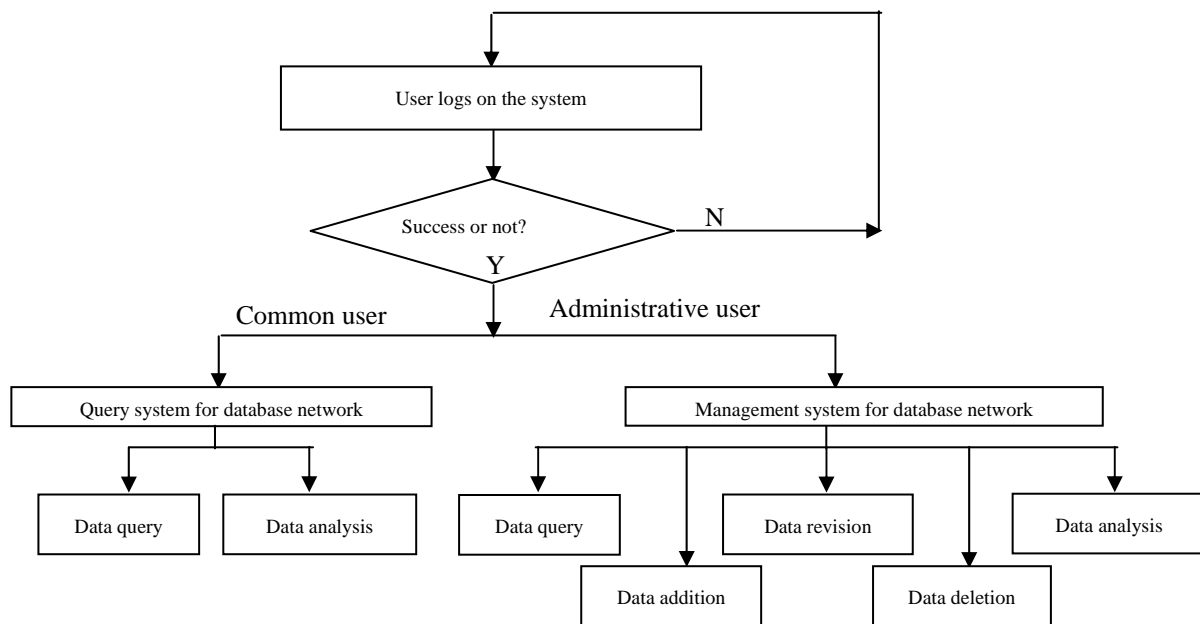 User logs on the system
Success or not?
N
Y
Common user
Administrative user
Query system for database network
Management system for database network
Data query
Data analysis
Data query
Data revision
Data analysis
Data addition
Data deletion